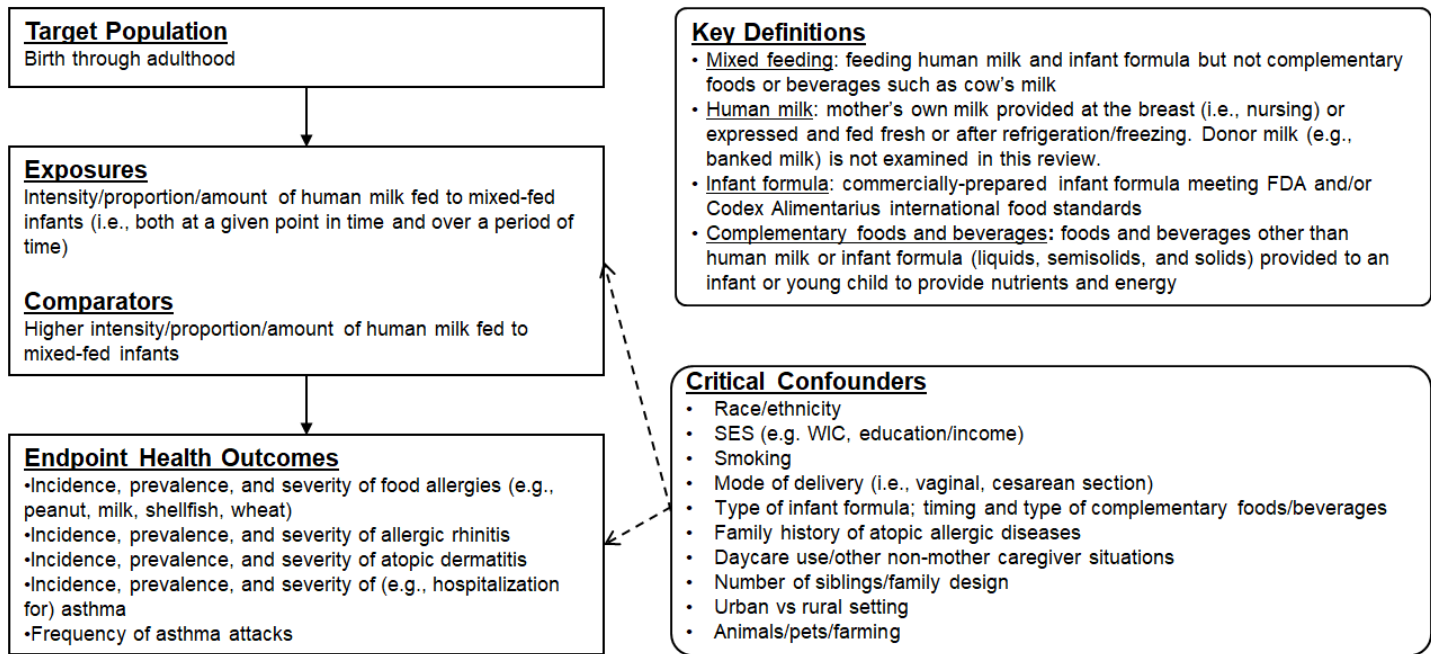 Target Population
Birth through adulthood
Exposures
Intensity/proportion/amount of human milk fed to mixed-fed
infants (i.e., both at a given point in time and over a period of
time)
Comparators
Higher intensity/proportion/amount of human milk fed to
mixed-fed infants
Endpoint Health Outcomes
•Incidence, prevalence, and severity of food allergies (e.g.,
peanut, milk, shellfish, wheat)
•Incidence, prevalence, and severity of allergic rhinitis
•Incidence, prevalence, and severity of atopic dermatitis
•Incidence, prevalence, and severity of (e.g., hospitalization
for) asthma
•Frequency of asthma attacks
Key Definitions
• Mixed feeding: feeding human milk and infant formula but not complementary
foods or beverages such as cow's milk
• Human milk: mother's own milk provided at the breast (i.e., nursing) or
expressed and fed fresh or after refrigeration/freezing. Donor milk (e.g.,
banked milk) is not examined in this review.
• Infant formula: commercially-prepared infant formula meeting FDA and/or
Codex Alimentarius international food standards
• Complementary foods and beverages: foods and beverages other than
human milk or infant formula (liquids, semisolids, and solids) provided to an
infant or young child to provide nutrients and energy
Critical Confounders
• Race/ethnicity
• SES (e.g. WIC, education/income)
• Smoking
• Mode of delivery (i.e., vaginal, cesarean section)
• Type of infant formula; timing and type of complementary foods/beverages
• Family history of atopic allergic diseases
• Daycare use/other non-mother caregiver situations
• Number of siblings/family design
• Urban vs rural setting
• Animals/pets/farming